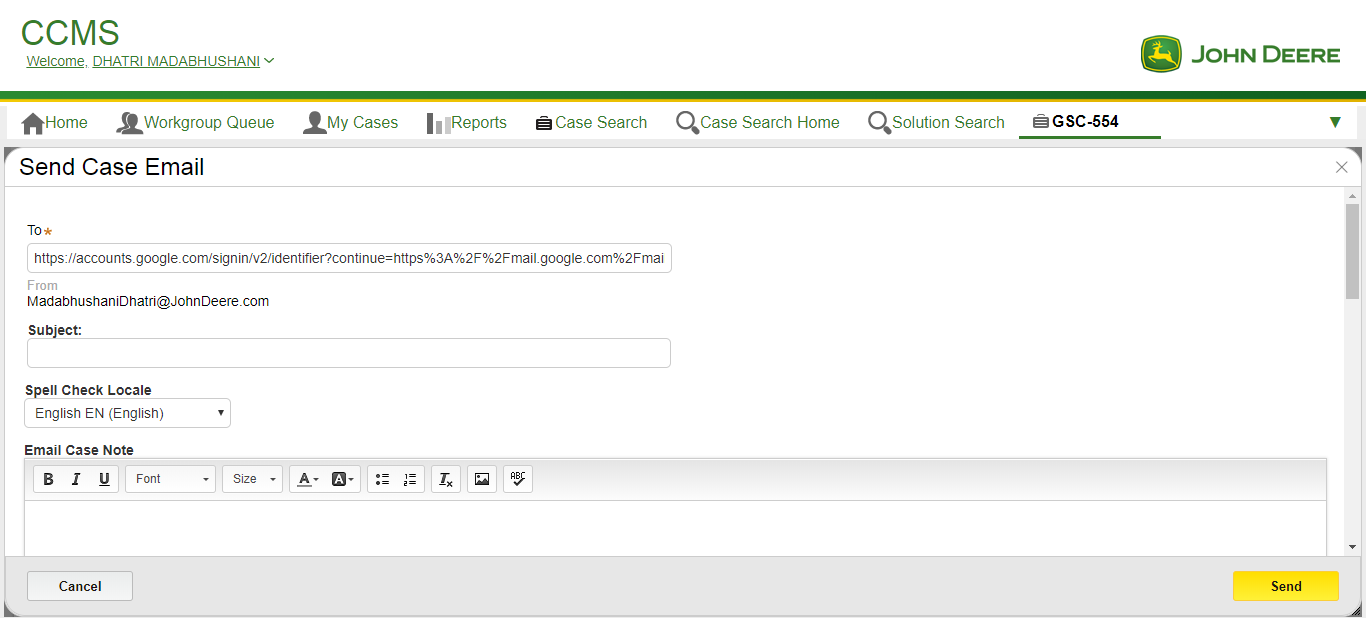 CCMS
Welcome, DHATRI MADABHUSHANI
JOHN DEERE
Home Workgroup Queue My Cases Reports Case Search Case Search Home Solution Search GSC-554
Send Case Email
To*
https://accounts.google.com/signin/v2/identifier?continue=https%3A%2F%2Fmail.google.com%2Fmai
From
MadabhushaniDhatri@JohnDeere.com
Subject:
Spell Check Locale
English EN (English)
Email Case Note
B I U Font Size A A Ix ABC
Cancel Send